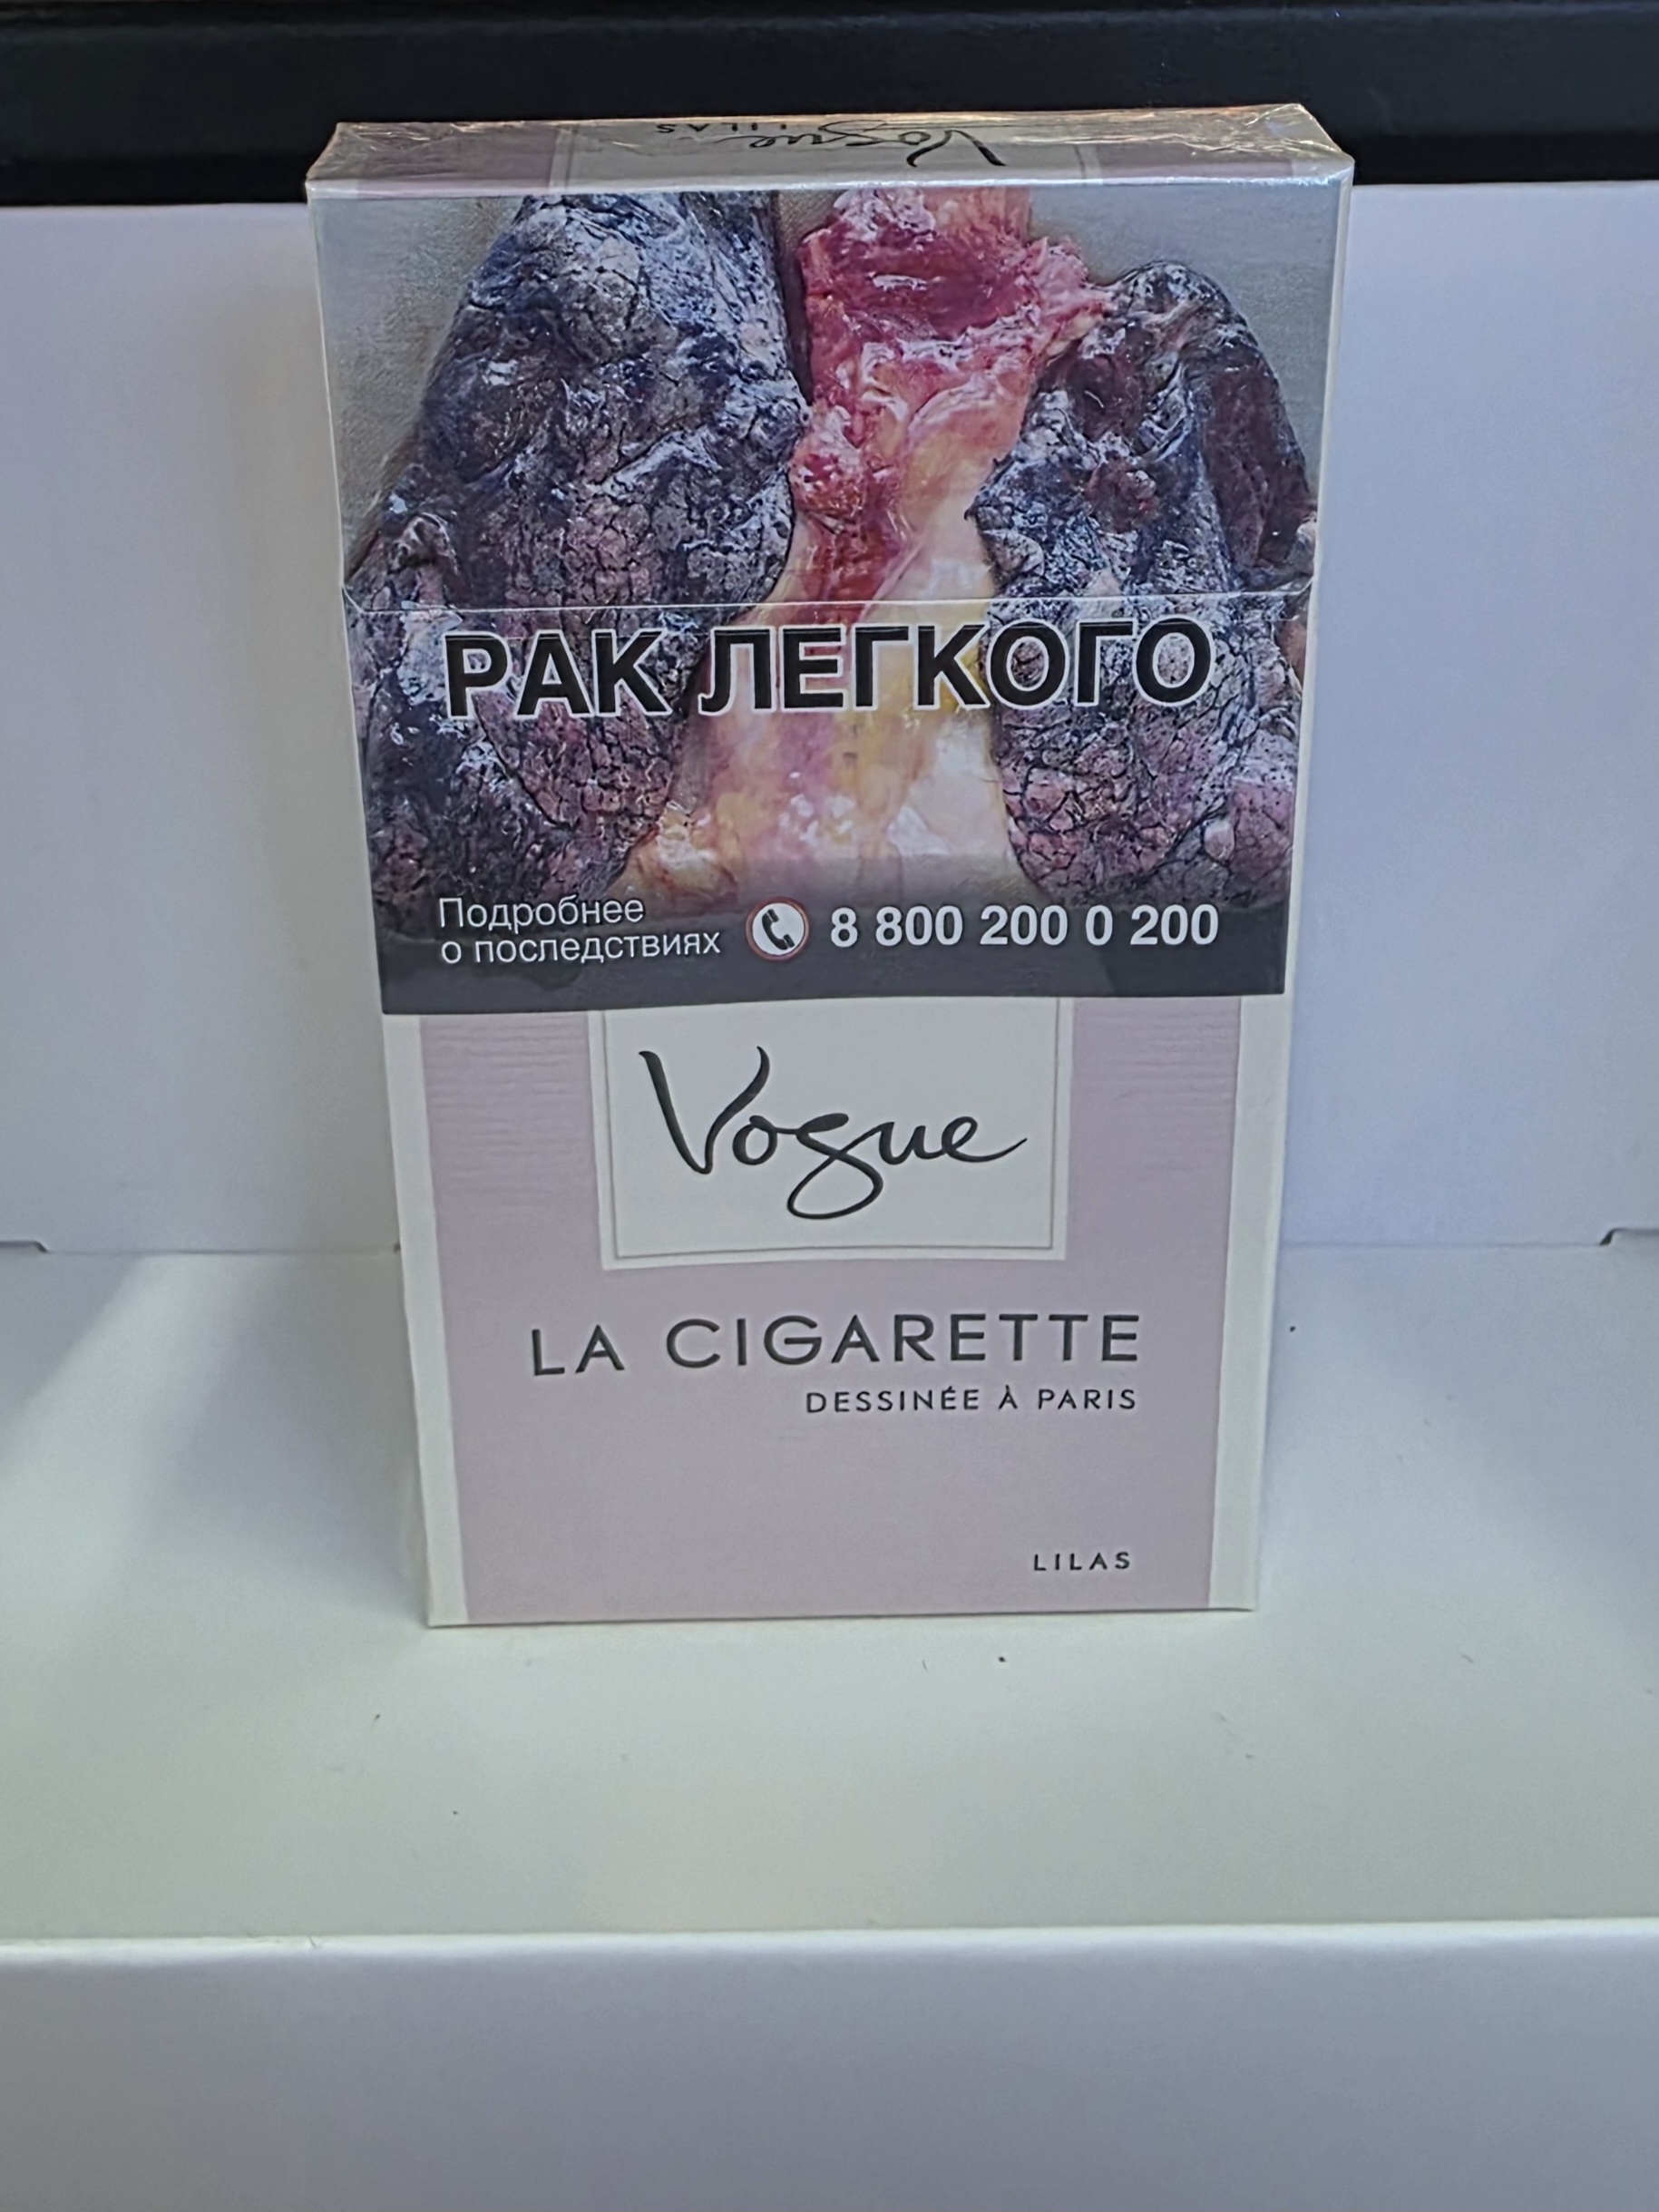 Vogue
LILAS
РАК ЛЕГКОГО
Подробнее
о последствиях
8 800 200 0 200
Vogue
LA CIGARETTE
DESSINÉE À PARIS
LILAS